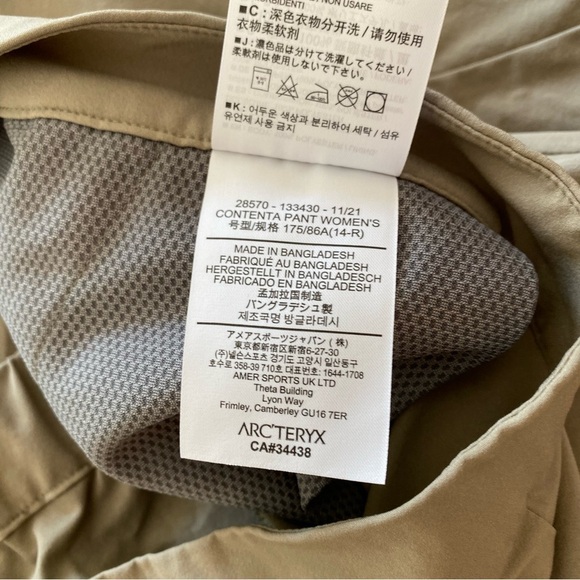 MORBIDENTI
NON USARE
■C：深色衣物分开洗／请勿使用
衣物柔软剂
■J：濃色品は分けて洗濯してください／
柔軟剤は使用しないで下さい。
■K：어두운 색상과 분리하여 세탁 / 섬유
유연제 사용 금지
28570 - 133430 - 11/21
CONTENTA PANT WOMEN'S
号型/规格 175/86A(14-R)
MADE IN BANGLADESH
FABRIQUÉ AU BANGLADESH
HERGESTELLT IN BANGLADESCH
FABRICADO EN BANGLADESH
孟加拉国制造
バングラデシュ製
제조국명 방글라데시
アメアスポーツジャパン（株）
東京都新宿区新宿6-27-30
(주)넬슨스포츠 경기도 고양시 일산동구
호수로 358-39 710호 대표번호: 1644-1708
AMER SPORTS UK LTD
Theta Building
Lyon Way
Frimley, Camberley GU16 7ER
ARC'TERYX
CA#34438